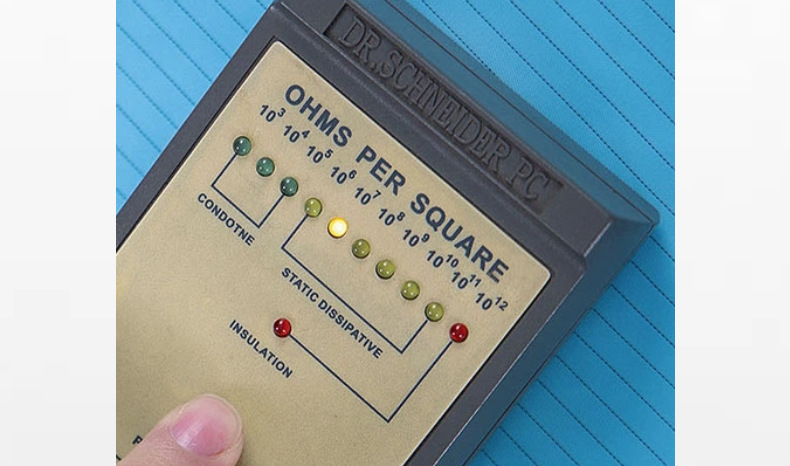 DR.SCHNEIDER PC
OHMS PER SQUARE
10³ 10⁴ 10⁵ 10⁶ 10⁷ 10⁸ 10⁹ 10¹⁰ 10¹¹ 10¹²
CONDOTNE
STATIC DISSIPATIVE
INSULATION